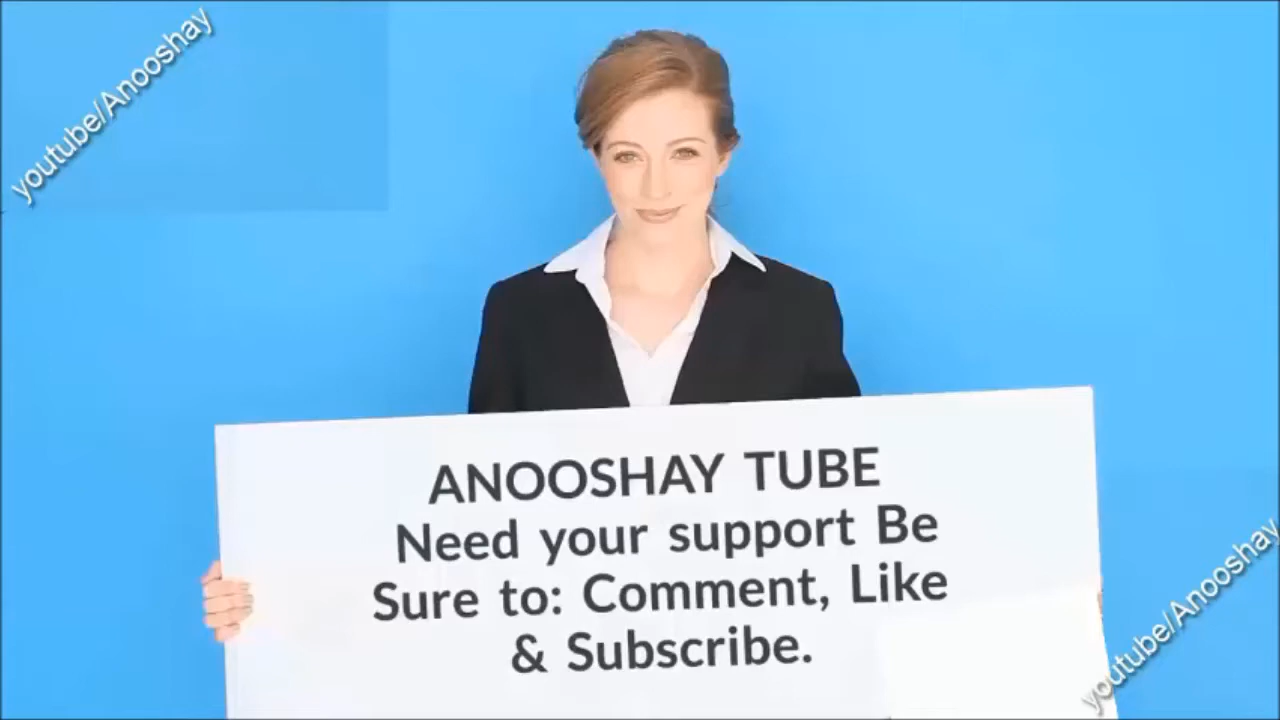 youtube/Anooshay
ANOOSHAY TUBE
Need your support Be
Sure to: Comment, Like
& Subscribe.
youtube/Anooshay